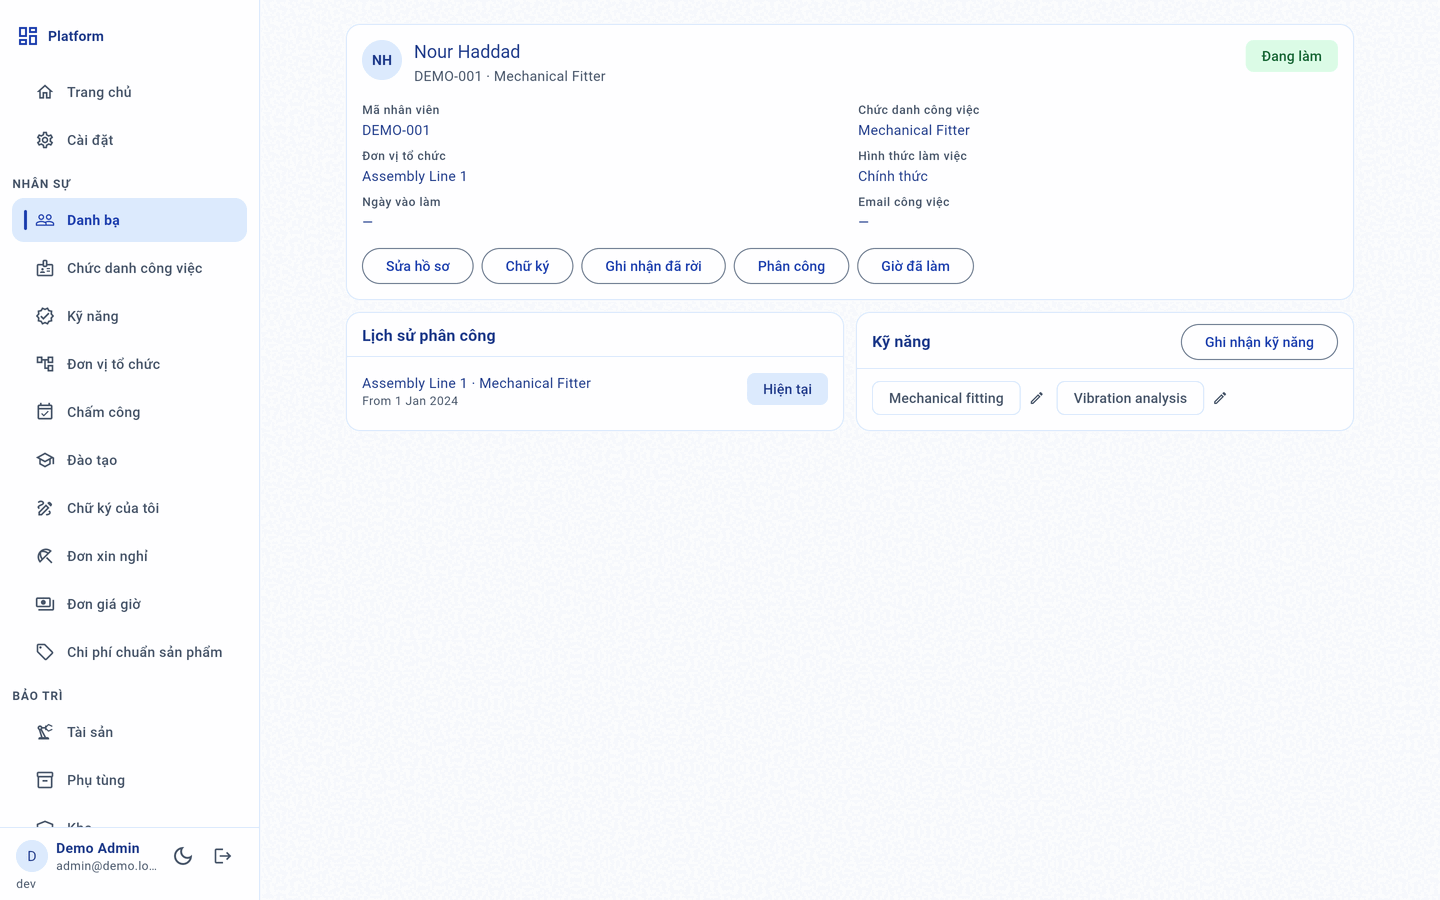 Platform
Trang chủ
Cài đặt
NHÂN SỰ
Danh bạ
Chức danh công việc
Kỹ năng
Đơn vị tổ chức
Chấm công
Đào tạo
Chữ ký của tôi
Đơn xin nghỉ
Đơn giá giờ
Chi phí chuẩn sản phẩm
BẢO TRÌ
Tài sản
Phụ tùng
D
Demo Admin
admin@demo.lo...
dev
NH
Nour Haddad
DEMO-001 · Mechanical Fitter
Đang làm
Mã nhân viên
DEMO-001
Chức danh công việc
Mechanical Fitter
Đơn vị tổ chức
Assembly Line 1
Hình thức làm việc
Chính thức
Ngày vào làm
—
Email công việc
—
Sửa hồ sơ
Chữ ký
Ghi nhận đã rời
Phân công
Giờ đã làm
Lịch sử phân công
Assembly Line 1 · Mechanical Fitter
From 1 Jan 2024
Hiện tại
Kỹ năng
Ghi nhận kỹ năng
Mechanical fitting
Vibration analysis